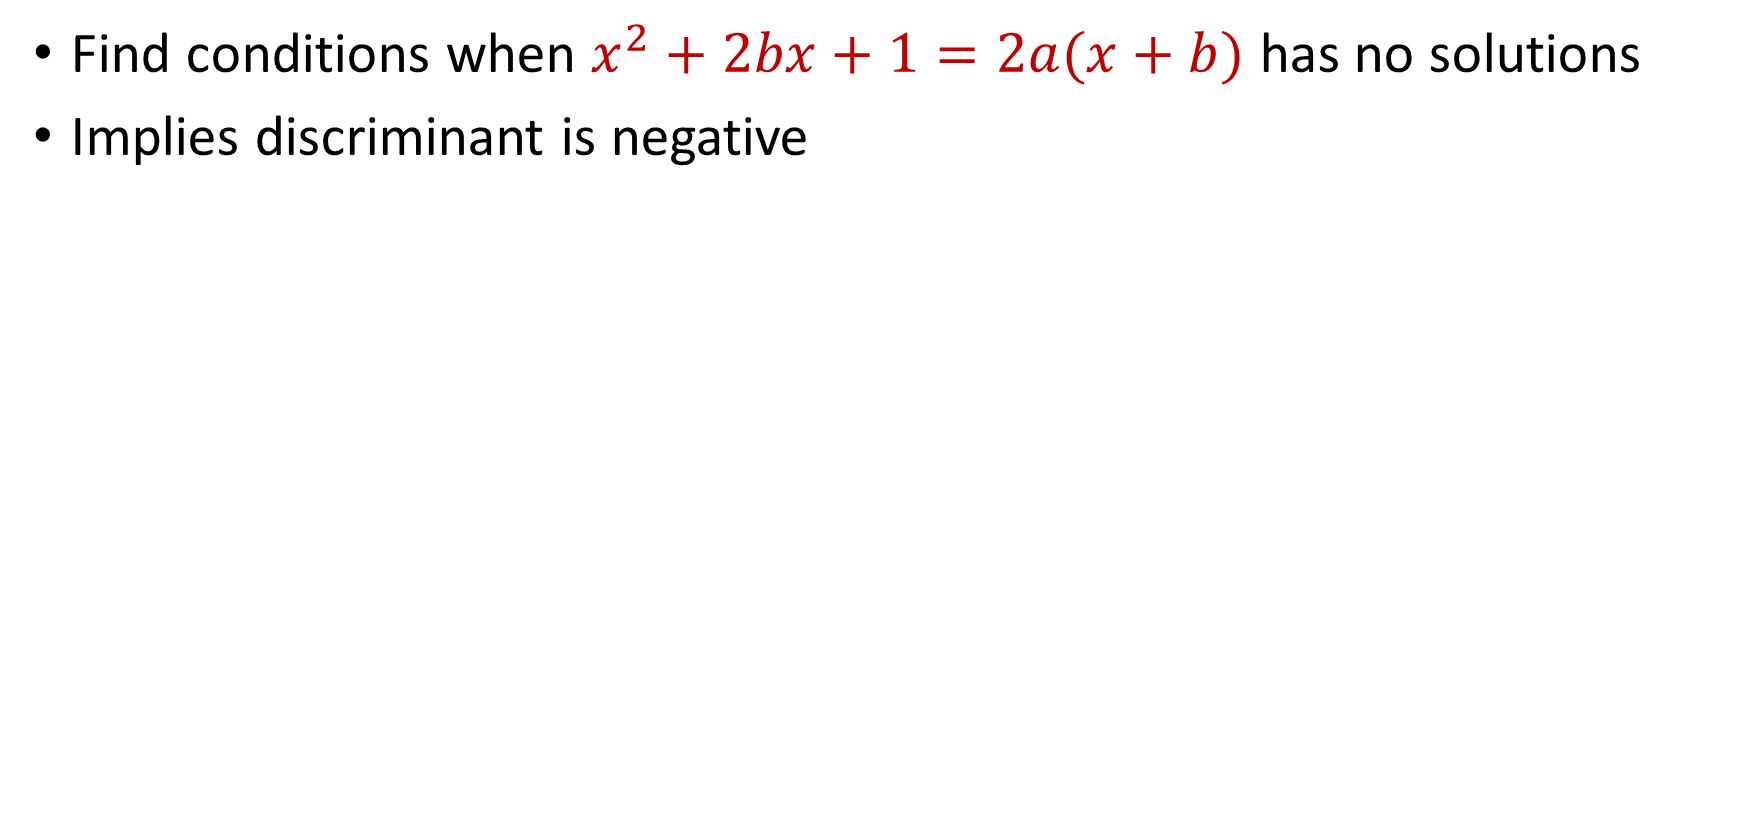 • Find conditions when x² + 2bx + 1 = 2a(x + b) has no solutions
• Implies discriminant is negative